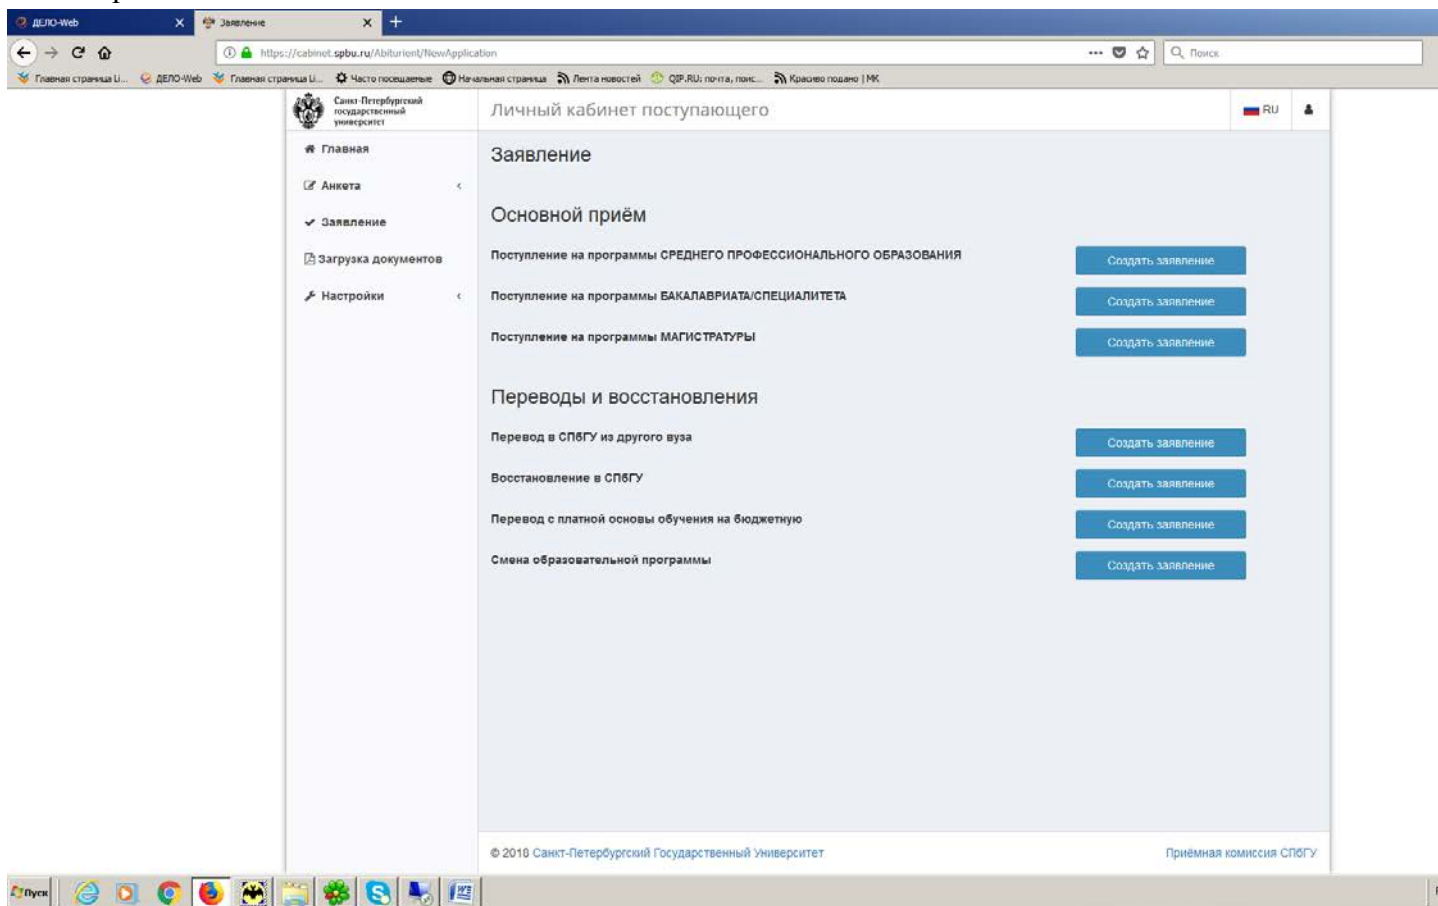 ДЕЛО-Web
Заявление
https://cabinet.spbu.ru/Abiturient/NewApplication
Поиск
Главная страница Li...
ДЕЛО-Web
Главная страница Li...
Часто посещаемые
Начальная страница
Лента новостей
QIP.RU: почта, поис...
Красиво подано | МК
Санкт-Петербургский
государственный
университет
Личный кабинет поступающего
RU
Главная
Анкета
Заявление
Загрузка документов
Настройки
Заявление
Основной приём
Поступление на программы СРЕДНЕГО ПРОФЕССИОНАЛЬНОГО ОБРАЗОВАНИЯ
Создать заявление
Поступление на программы БАКАЛАВРИАТА/СПЕЦИАЛИТЕТА
Создать заявление
Поступление на программы МАГИСТРАТУРЫ
Создать заявление
Переводы и восстановления
Перевод в СПбГУ из другого вуза
Создать заявление
Восстановление в СПбГУ
Создать заявление
Перевод с платной основы обучения на бюджетную
Создать заявление
Смена образовательной программы
Создать заявление
© 2018 Санкт-Петербургский Государственный Университет
Приёмная комиссия СПбГУ
Пуск